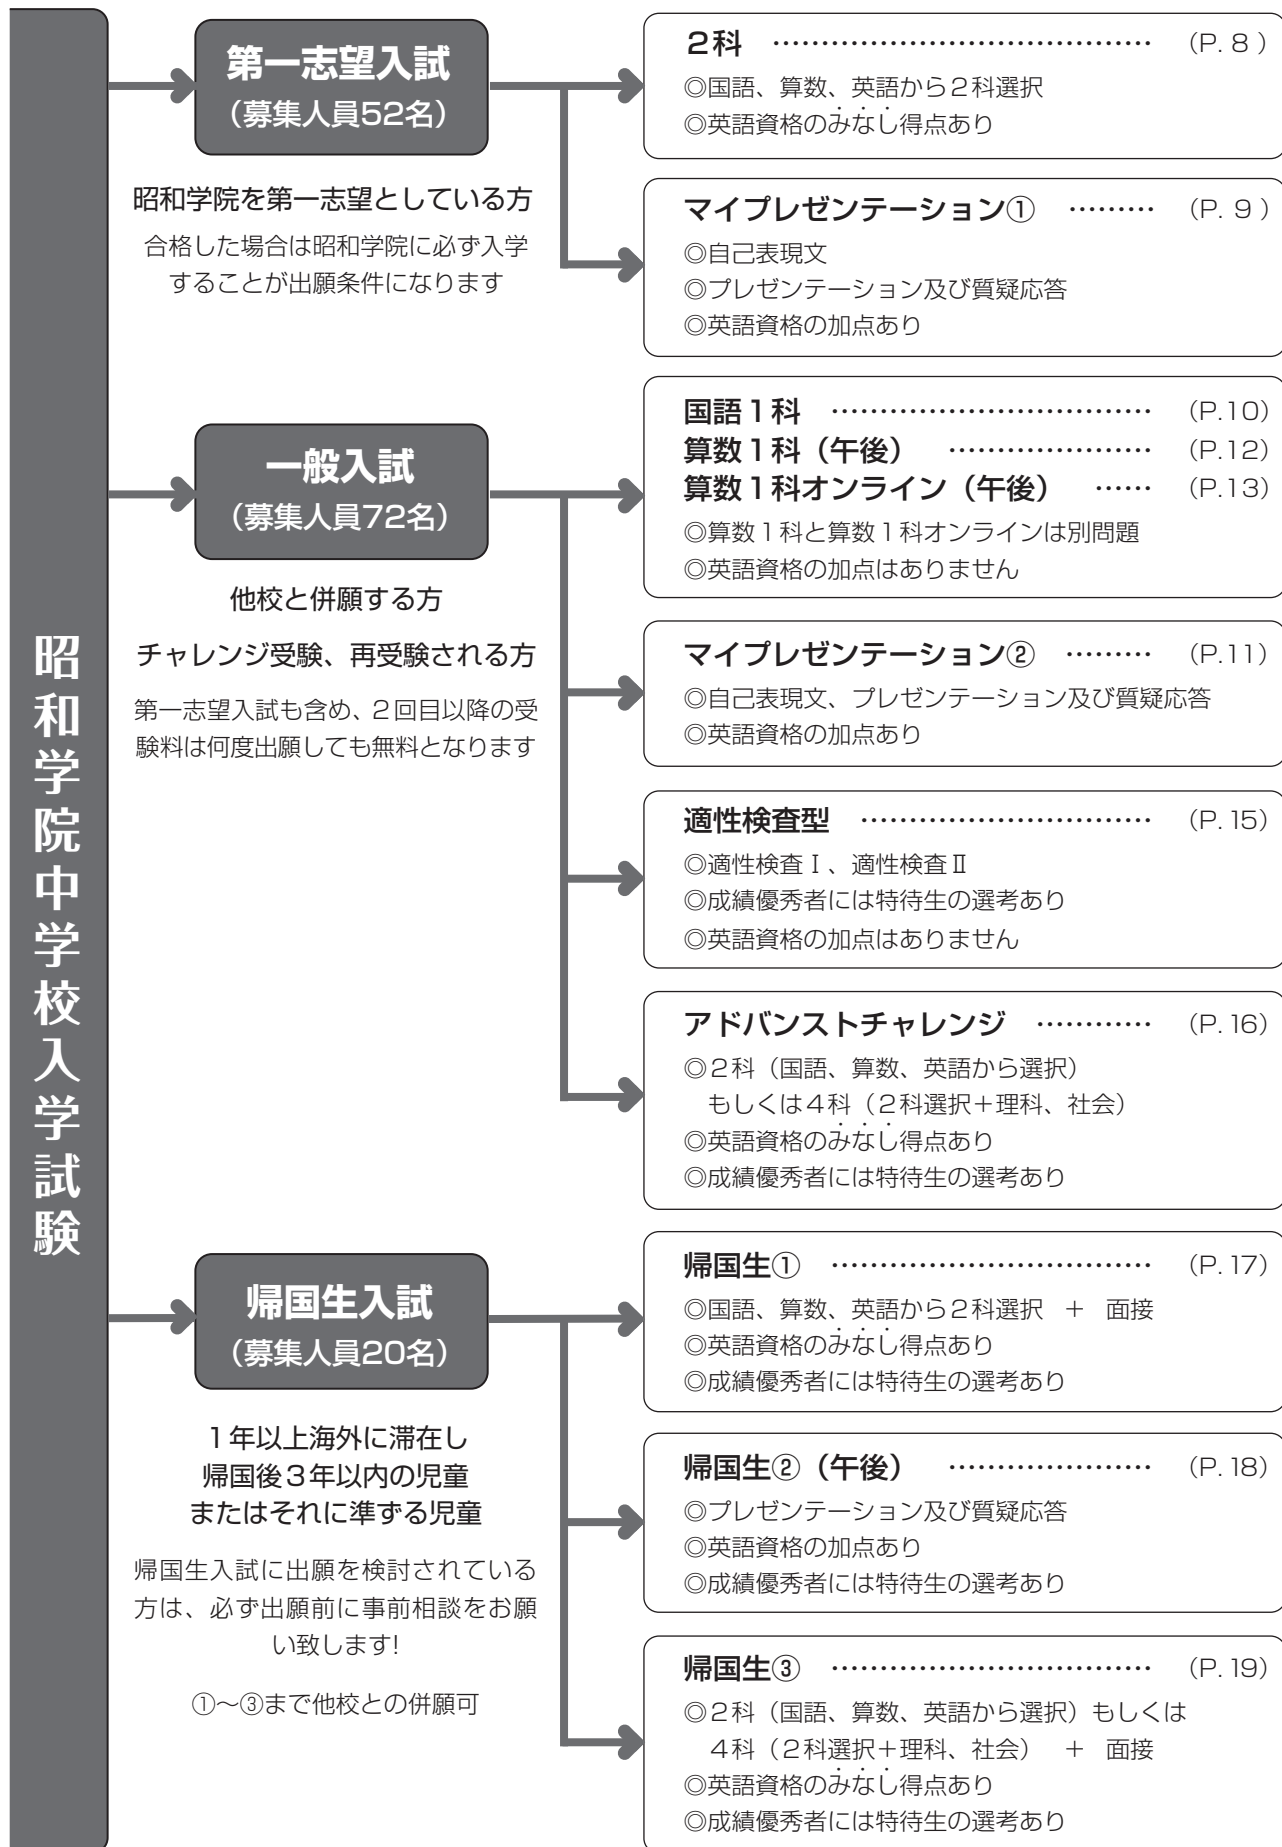 昭和学院中学校入学試験
第一志望入試
（募集人員52名）
昭和学院を第一志望としている方
合格した場合は昭和学院に必ず入学
することが出願条件になります
２科 …………………………………… （P. 8 ）
◎国語、算数、英語から２科選択
◎英語資格のみなし得点あり
マイプレゼンテーション① ……… （P. 9 ）
◎自己表現文
◎プレゼンテーション及び質疑応答
◎英語資格の加点あり
一般入試
（募集人員72名）
他校と併願する方
チャレンジ受験、再受験される方
第一志望入試も含め、２回目以降の受
験料は何度出願しても無料となります
国語１科 ……………………………… （P.10）
算数１科（午後） ………………… （P.12）
算数１科オンライン（午後） …… （P.13）
◎算数１科と算数１科オンラインは別問題
◎英語資格の加点はありません
マイプレゼンテーション② ……… （P.11）
◎自己表現文、プレゼンテーション及び質疑応答
◎英語資格の加点あり
適性検査型 …………………………… （P. 15）
◎適性検査Ⅰ、適性検査Ⅱ
◎成績優秀者には特待生の選考あり
◎英語資格の加点はありません
アドバンストチャレンジ ………… （P. 16）
◎２科（国語、算数、英語から選択）
もしくは４科（２科選択＋理科、社会）
◎英語資格のみなし得点あり
◎成績優秀者には特待生の選考あり
帰国生入試
（募集人員20名）
１年以上海外に滞在し
帰国後３年以内の児童
またはそれに準ずる児童
帰国生入試に出願を検討されている
方は、必ず出願前に事前相談をお願
い致します!
①～③まで他校との併願可
帰国生① ……………………………… （P. 17）
◎国語、算数、英語から２科選択 ＋ 面接
◎英語資格のみなし得点あり
◎成績優秀者には特待生の選考あり
帰国生②（午後） ………………… （P. 18）
◎プレゼンテーション及び質疑応答
◎英語資格の加点あり
◎成績優秀者には特待生の選考あり
帰国生③ ……………………………… （P. 19）
◎２科（国語、算数、英語から選択）もしくは
４科（２科選択＋理科、社会） ＋ 面接
◎英語資格のみなし得点あり
◎成績優秀者には特待生の選考あり